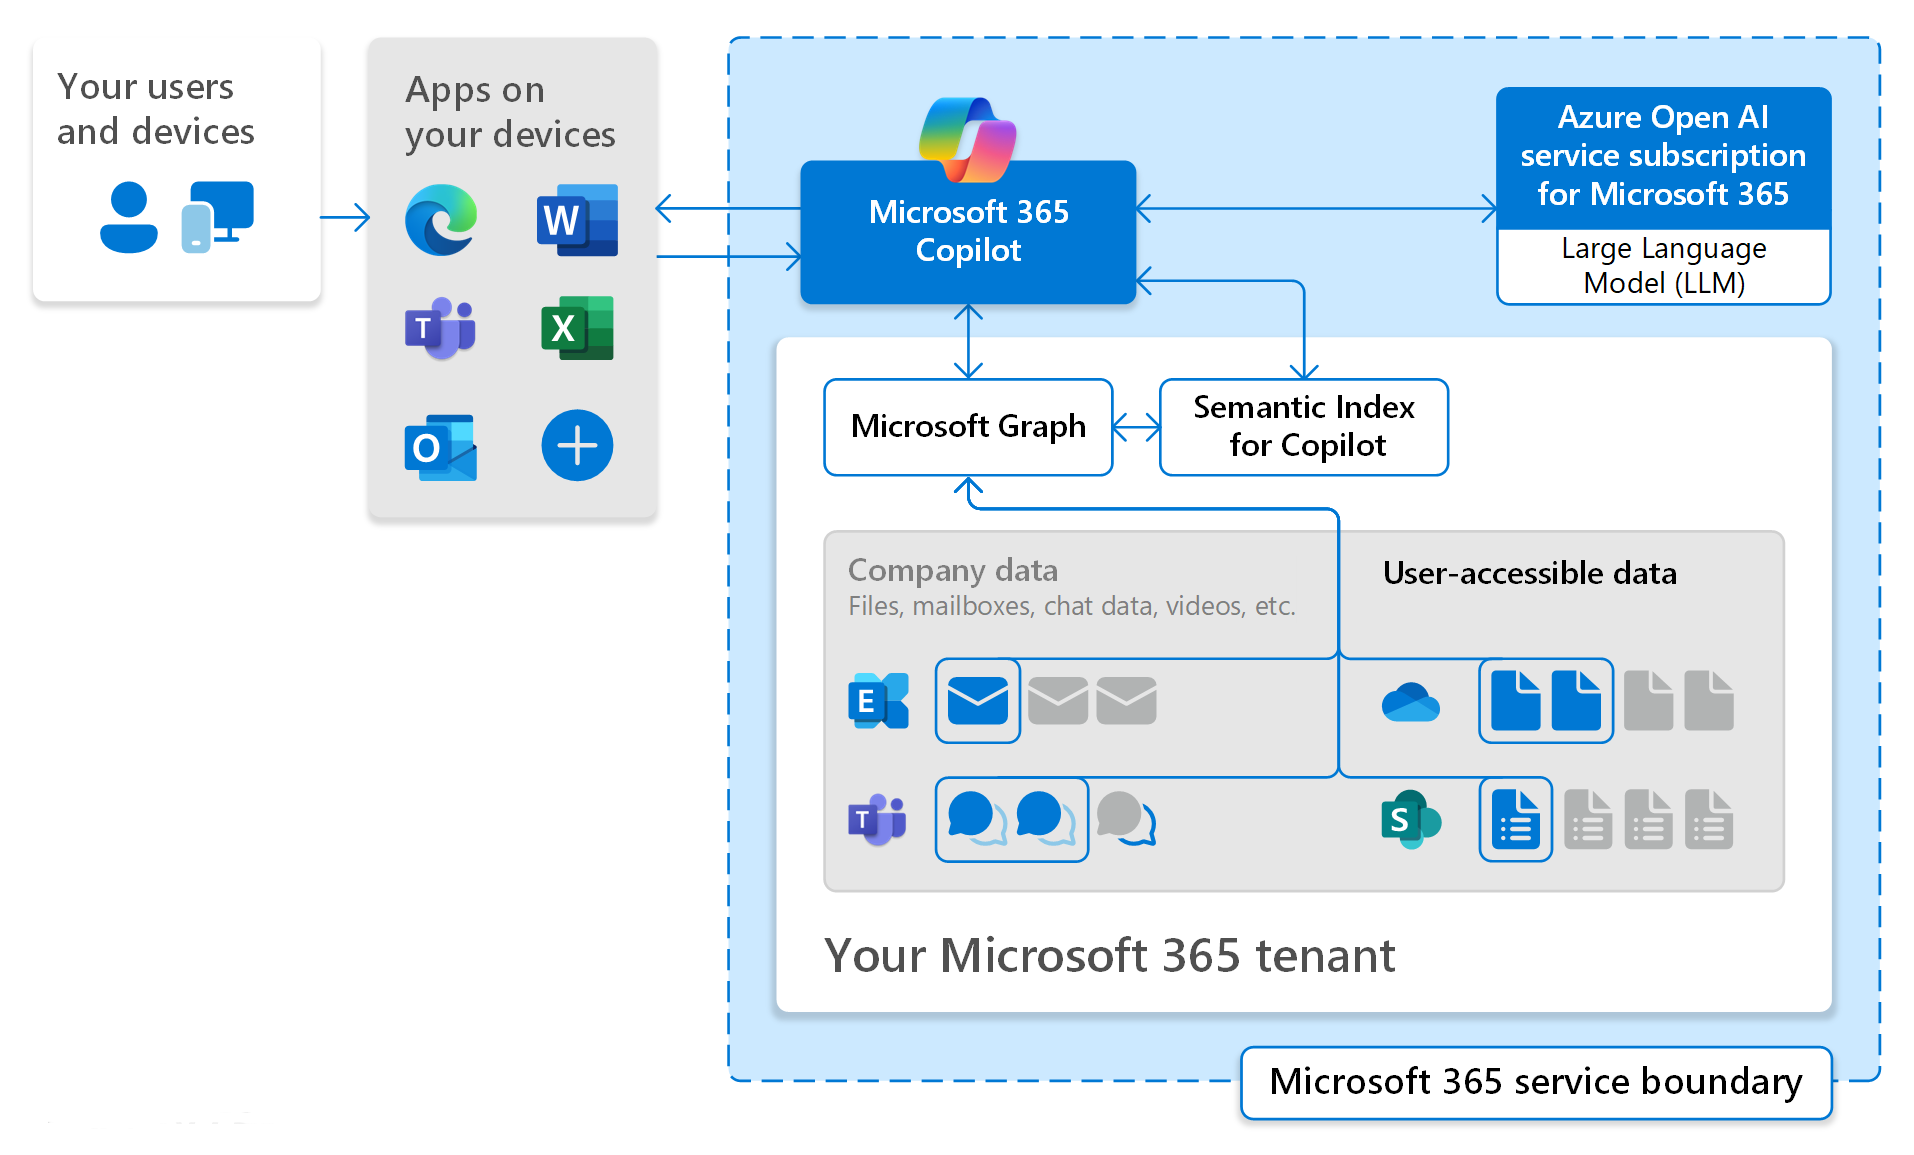 Your users
and devices
Apps on
your devices
W
T
X
O
Microsoft 365
Copilot
Azure Open AI
service subscription
for Microsoft 365
Large Language
Model (LLM)
Microsoft Graph
Semantic Index
for Copilot
Company data
Files, mailboxes, chat data, videos, etc.
User-accessible data
E
T
S
Your Microsoft 365 tenant
Microsoft 365 service boundary